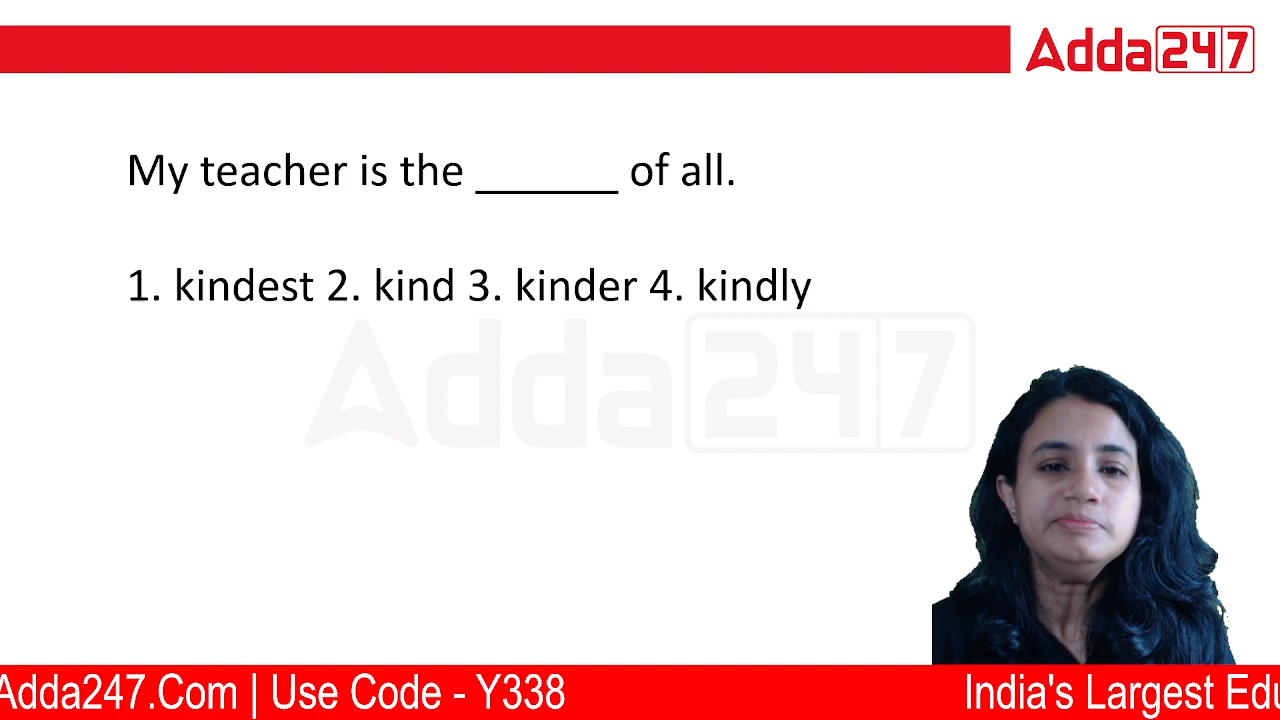 Adda247
My teacher is the ______ of all.
1. kindest 2. kind 3. kinder 4. kindly
Adda247
Adda247.Com | Use Code - Y338
India's Largest Edu